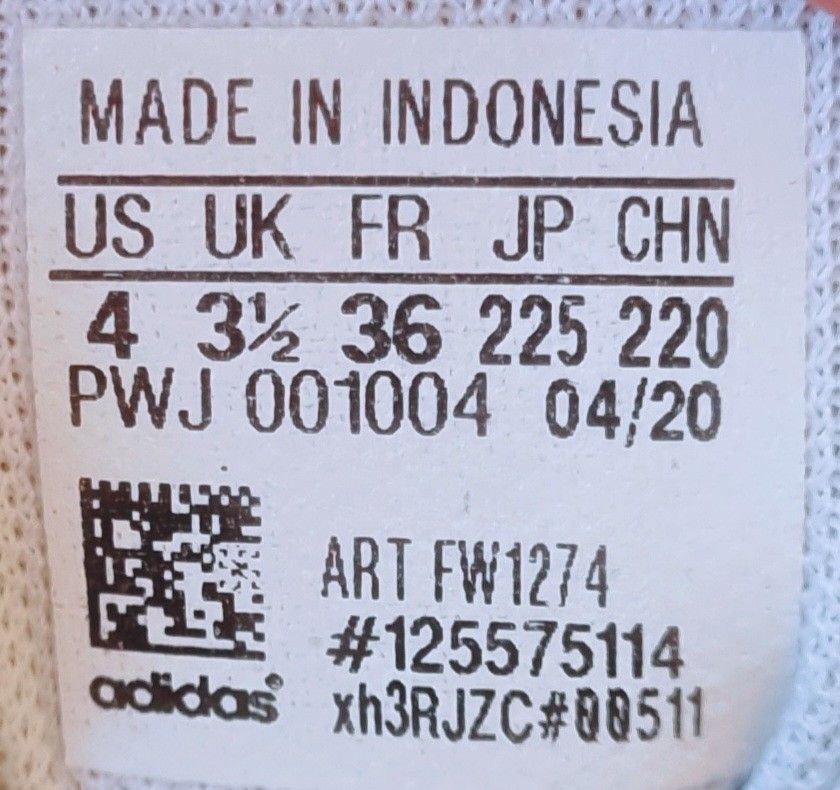 MADE IN INDONESIA
US UK FR JP CHN
4 3½ 36 225 220
PWJ 001004 04/20
ART FW1274
#125575114
adidas®
xh3RJZC#00511